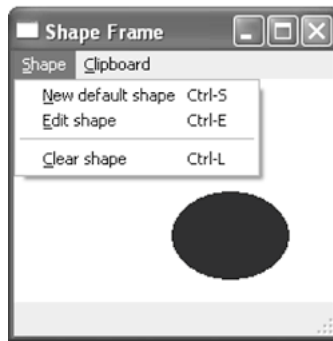 Shape Frame
Shape Clipboard
New default shape Ctrl-S
Edit shape Ctrl-E
Clear shape Ctrl-L